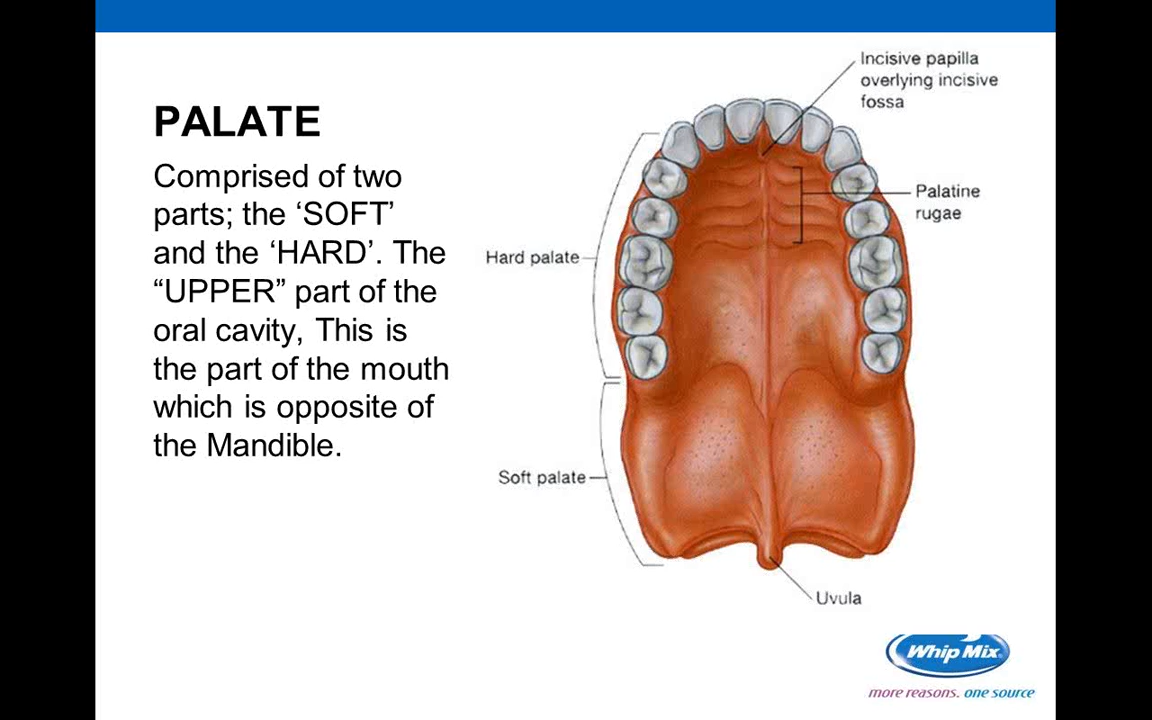 PALATE
Comprised of two
parts; the ‘SOFT’
and the ‘HARD’. The
“UPPER” part of the
oral cavity, This is
the part of the mouth
which is opposite of
the Mandible.
Incisive papilla
overlying incisive
fossa
Palatine
rugae
Hard palate
Soft palate
Uvula
Whip Mix
more reasons. one source